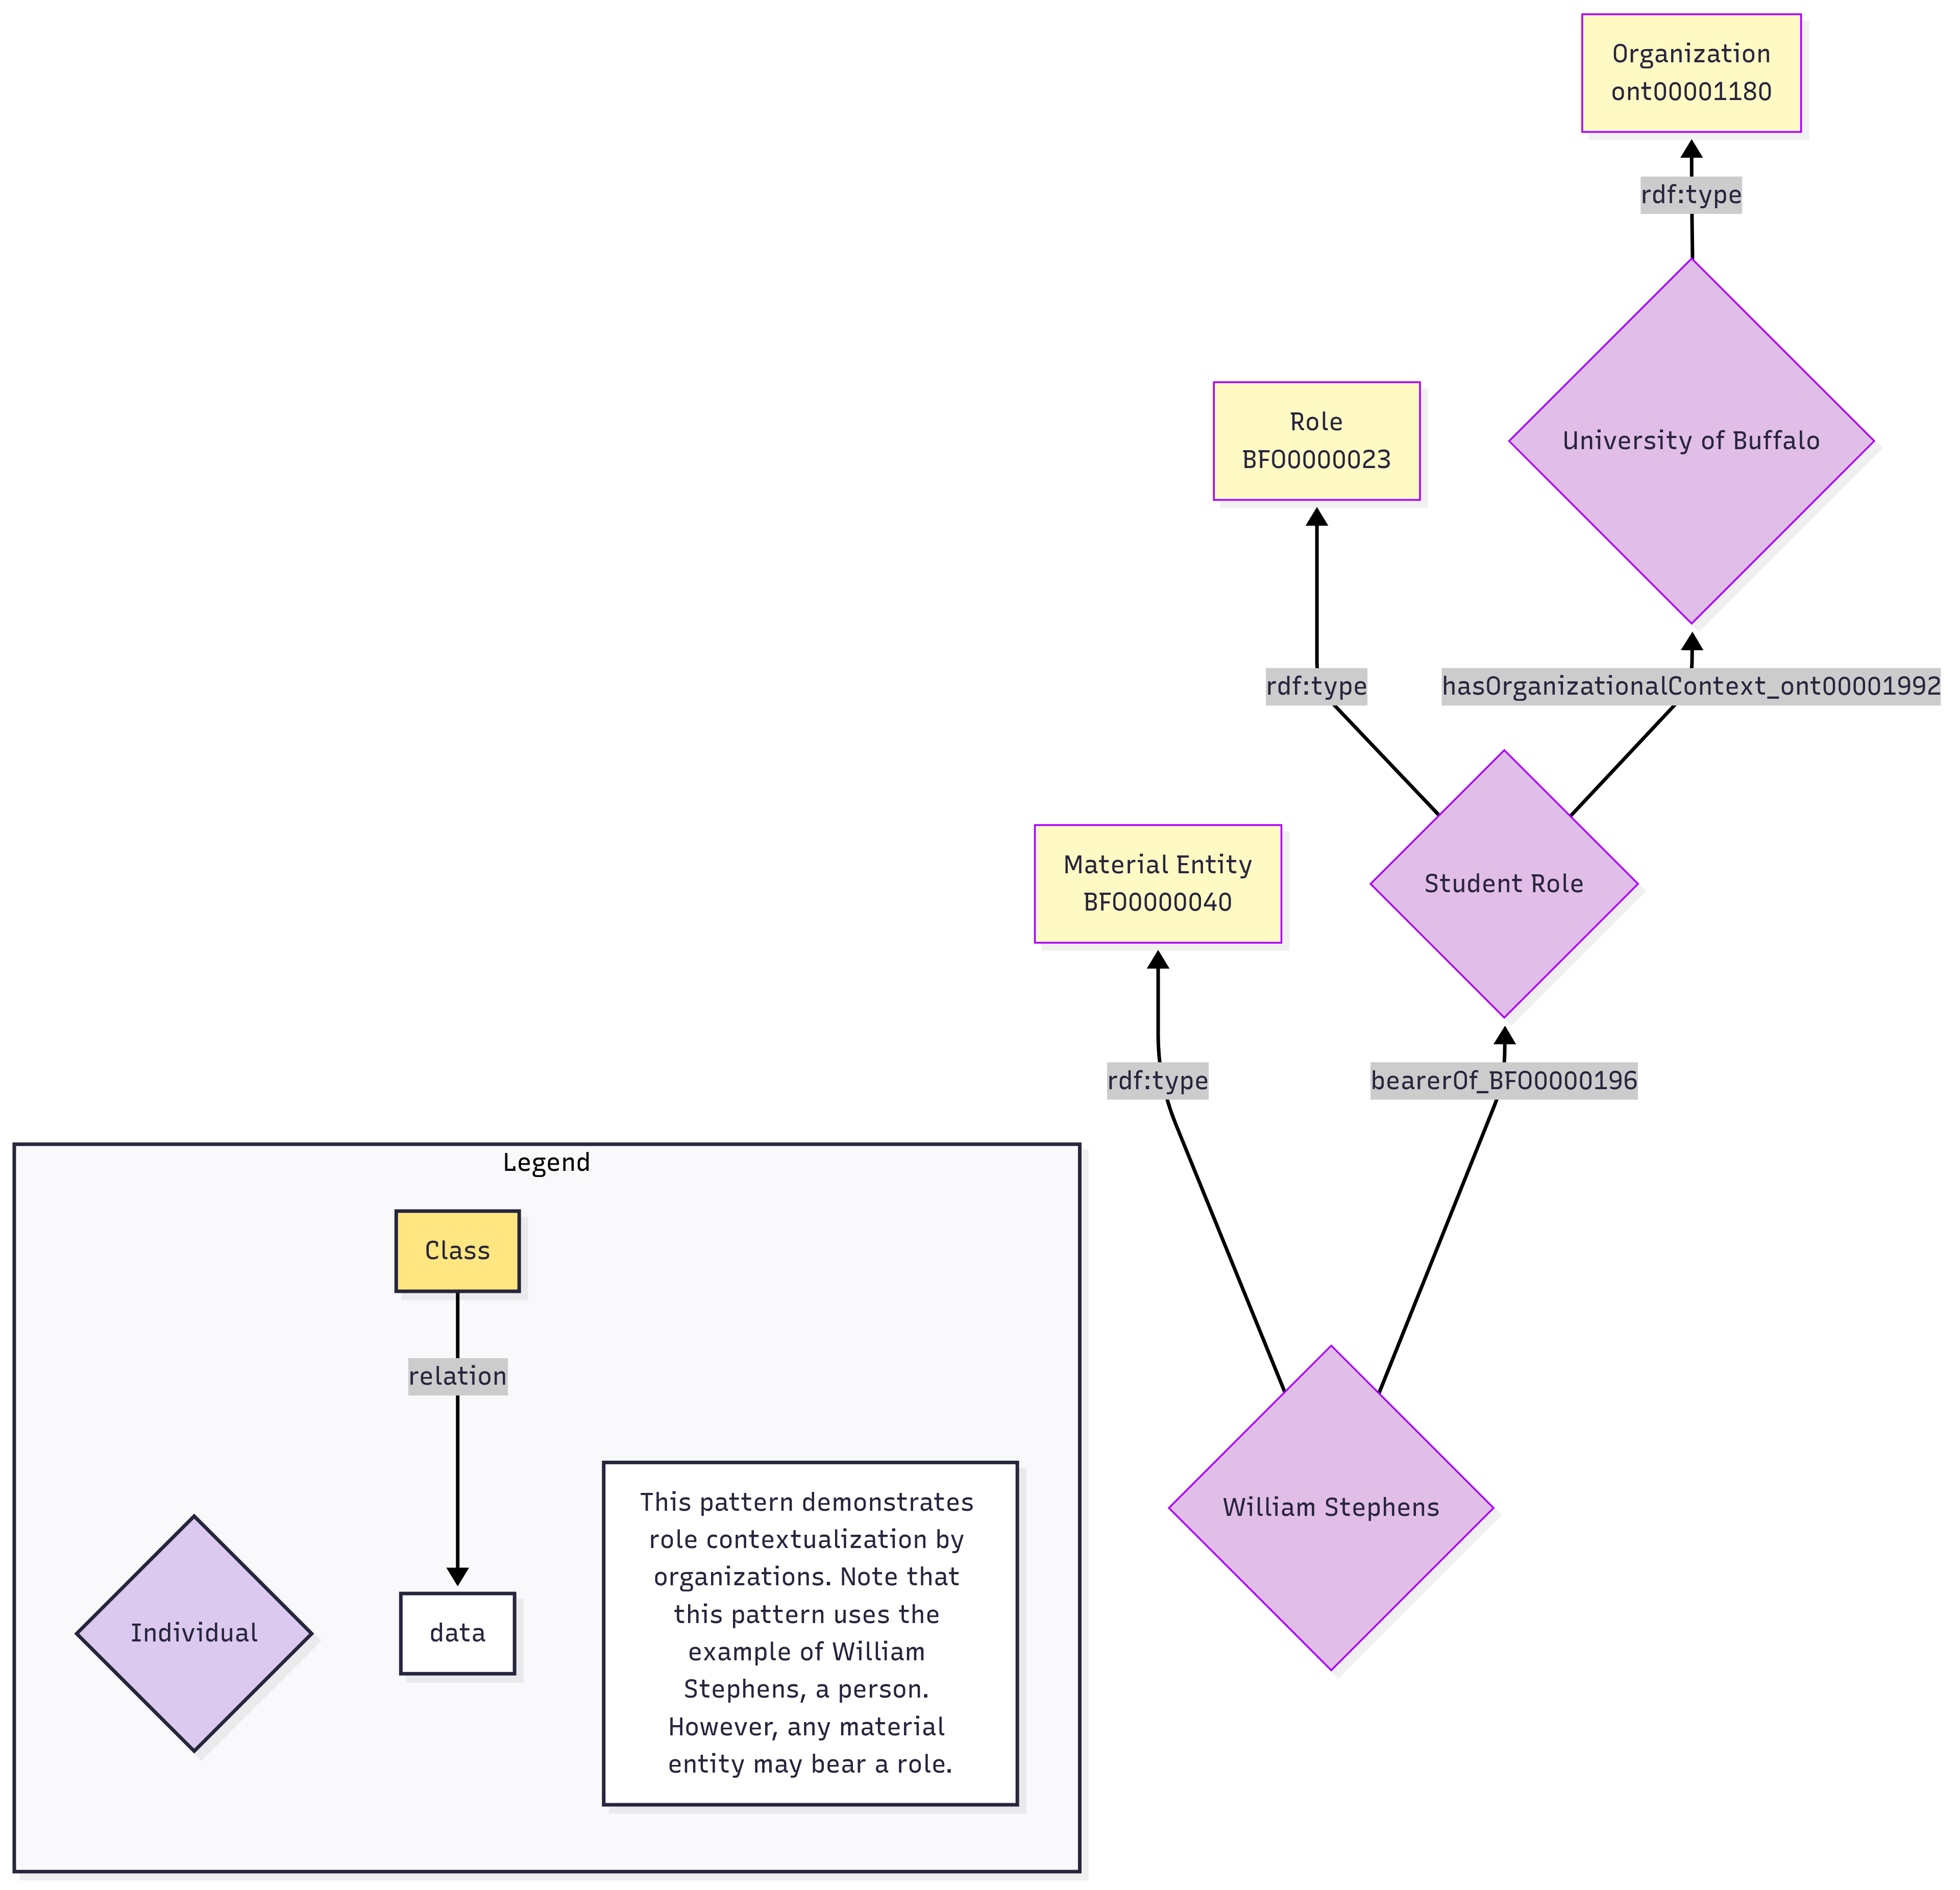 Organization
ont00001180
rdf:type
Role
BFO0000023
University of Buffalo
rdf:type
hasOrganizationalContext_ont00001992
Material Entity
BFO0000040
Student Role
rdf:type
bearerOf_BFO0000196
William Stephens
Legend
Class
relation
Individual
data
This pattern demonstrates
role contextualization by
organizations. Note that
this pattern uses the
example of William
Stephens, a person.
However, any material
entity may bear a role.